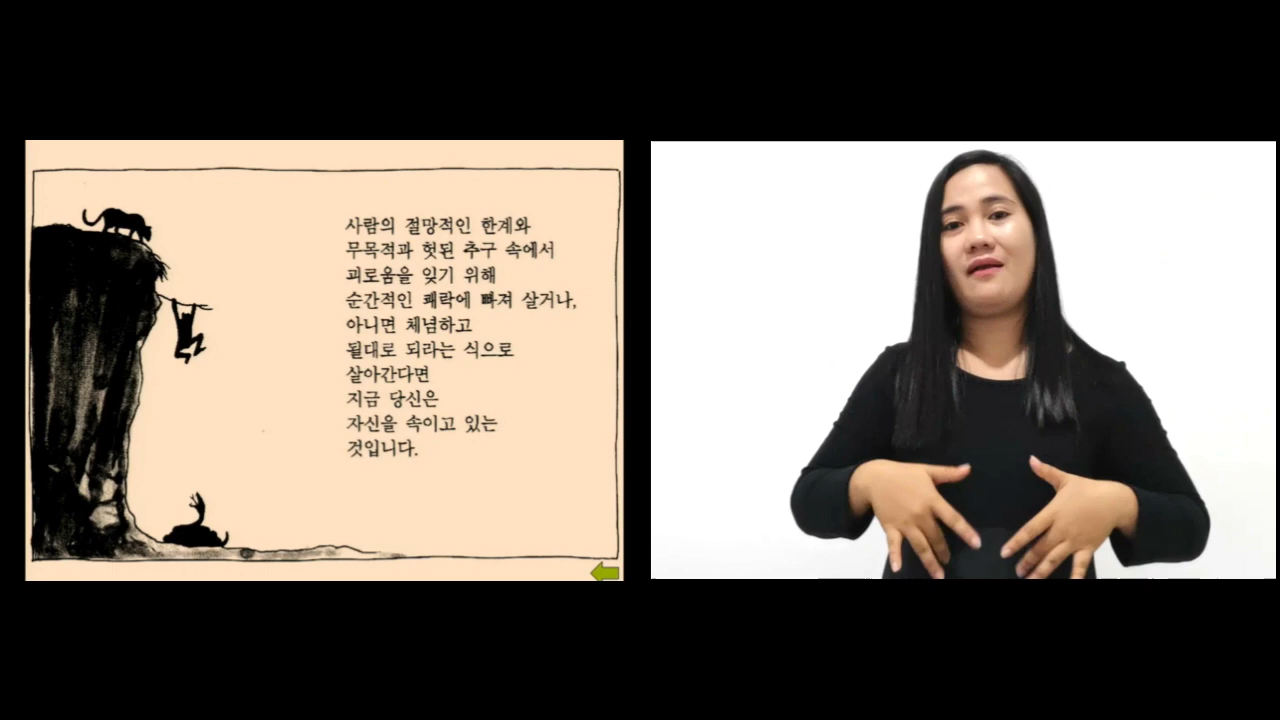 사람의 절망적인 한계와
무목적과 헛된 추구 속에서
괴로움을 잊기 위해
순간적인 쾌락에 빠져 살거나,
아니면 체념하고
될대로 되라는 식으로
살아간다면
지금 당신은
자신을 속이고 있는
것입니다.